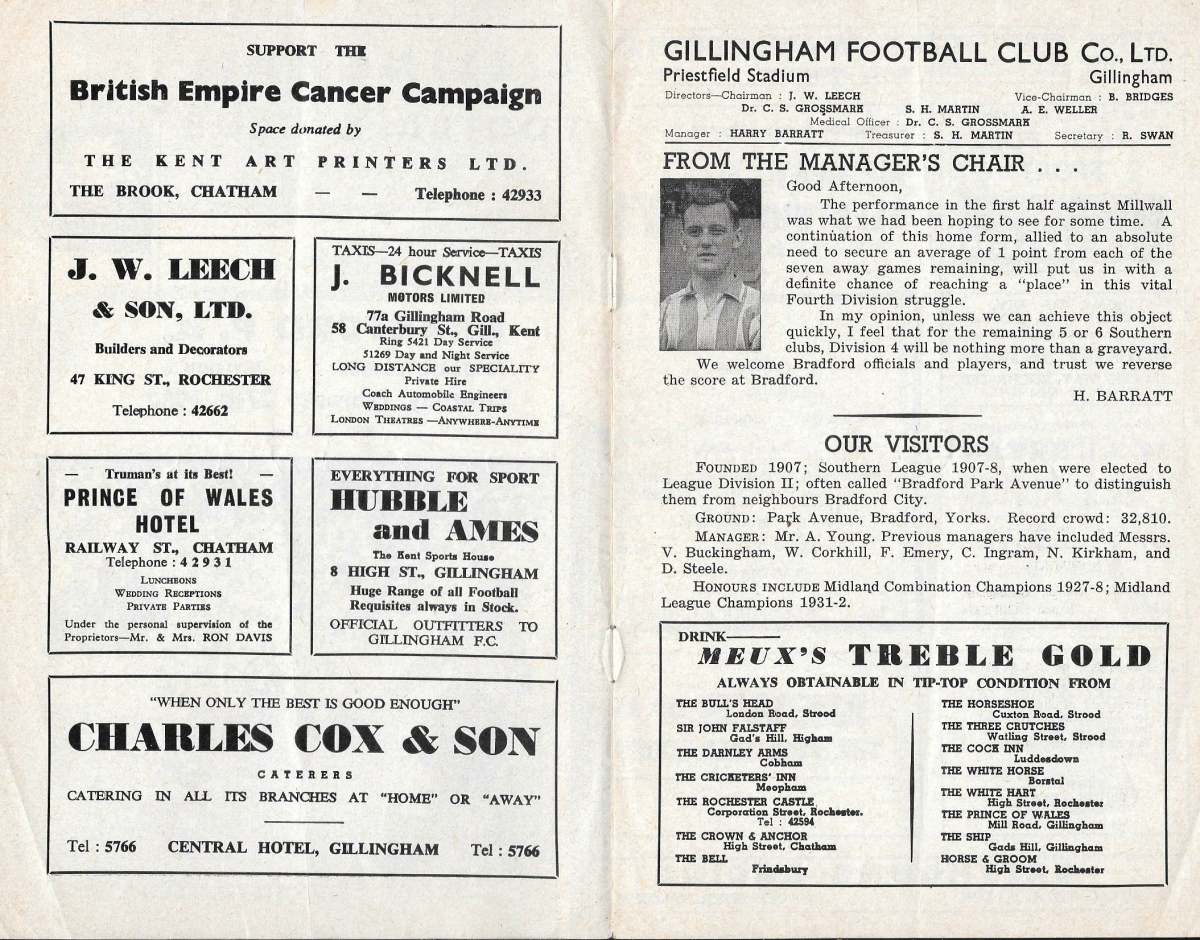 SUPPORT THE
British Empire Cancer Campaign
Space donated by
THE KENT ART PRINTERS LTD.
THE BROOK, CHATHAM — — Telephone : 42933
J. W. LEECH
& SON, LTD.
Builders and Decorators
47 KING ST., ROCHESTER
Telephone : 42662
TAXIS—24 hour Service—TAXIS
J. BICKNELL
MOTORS LIMITED
77a Gillingham Road
58 Canterbury St., Gill., Kent
Ring 5421 Day Service
51269 Day and Night Service
LONG DISTANCE our SPECIALITY
Private Hire
Coach Automobile Engineers
WEDDINGS — COASTAL TRIPS
LONDON THEATRES —ANYWHERE-ANYTIME
— Truman's at its Best! —
PRINCE OF WALES
HOTEL
RAILWAY ST., CHATHAM
Telephone : 42931
LUNCHEONS
WEDDING RECEPTIONS
PRIVATE PARTIES
Under the personal supervision of the
Proprietors—Mr. & Mrs. RON DAVIS
EVERYTHING FOR SPORT
HUBBLE
and AMES
The Kent Sports House
8 HIGH ST., GILLINGHAM
Huge Range of all Football
Requisites always in Stock.
OFFICIAL OUTFITTERS TO
GILLINGHAM F.C.
"WHEN ONLY THE BEST IS GOOD ENOUGH"
CHARLES COX & SON
CATERERS
CATERING IN ALL ITS BRANCHES AT "HOME" OR "AWAY"
Tel : 5766 CENTRAL HOTEL, GILLINGHAM Tel : 5766
GILLINGHAM FOOTBALL CLUB Co., LTD.
Priestfield Stadium Gillingham
Directors—Chairman : J. W. LEECH Vice-Chairman : B. BRIDGES
Dr. C. S. GROSSMARK S. H. MARTIN A. E. WELLER
Medical Officer : Dr. C. S. GROSSMARK
Manager : HARRY BARRATT Treasurer : S. H. MARTIN Secretary : R. SWAN
FROM THE MANAGER'S CHAIR . . .
Good Afternoon,
The performance in the first half against Millwall
was what we had been hoping to see for some time. A
continuation of this home form, allied to an absolute
need to secure an average of 1 point from each of the
seven away games remaining, will put us in with a
definite chance of reaching a "place" in this vital
Fourth Division struggle.
In my opinion, unless we can achieve this object
quickly, I feel that for the remaining 5 or 6 Southern
clubs, Division 4 will be nothing more than a graveyard.
We welcome Bradford officials and players, and trust we reverse
the score at Bradford.
H. BARRATT
OUR VISITORS
FOUNDED 1907; Southern League 1907-8, when were elected to
League Division II; often called "Bradford Park Avenue" to distinguish
them from neighbours Bradford City.
GROUND: Park Avenue, Bradford, Yorks. Record crowd: 32,810.
MANAGER: Mr. A. Young. Previous managers have included Messrs.
V. Buckingham, W. Corkhill, F. Emery, C. Ingram, N. Kirkham, and
D. Steele.
HONOURS INCLUDE Midland Combination Champions 1927-8; Midland
League Champions 1931-2.
DRINK——
MEUX'S TREBLE GOLD
ALWAYS OBTAINABLE IN TIP-TOP CONDITION FROM
THE BULL'S HEAD
London Road, Strood
SIR JOHN FALSTAFF
Gad's Hill, Higham
THE DARNLEY ARMS
Cobham
THE CRICKETERS' INN
Meopham
THE ROCHESTER CASTLE
Corporation Street, Rochester.
Tel : 42594
THE CROWN & ANCHOR
High Street, Chatham
THE BELL
Frindsbury
THE HORSESHOE
Cuxton Road, Strood
THE THREE CRUTCHES
Watling Street, Strood
THE COCK INN
Luddesdown
THE WHITE HORSE
Borstal
THE WHITE HART
High Street, Rochester
THE PRINCE OF WALES
Mill Road, Gillingham
THE SHIP
Gads Hill, Gillingham
HORSE & GROOM
High Street, Rochester